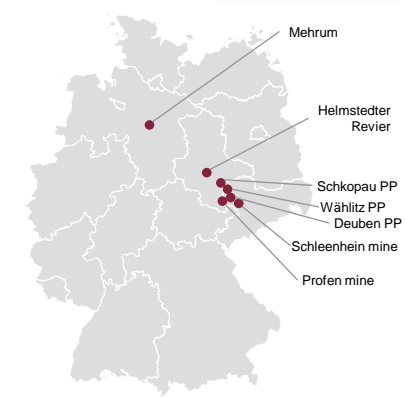 Mehrum
Helmstedter
Revier
Schkopau PP
Wählitz PP
Deuben PP
Schleenhein mine
Profen mine